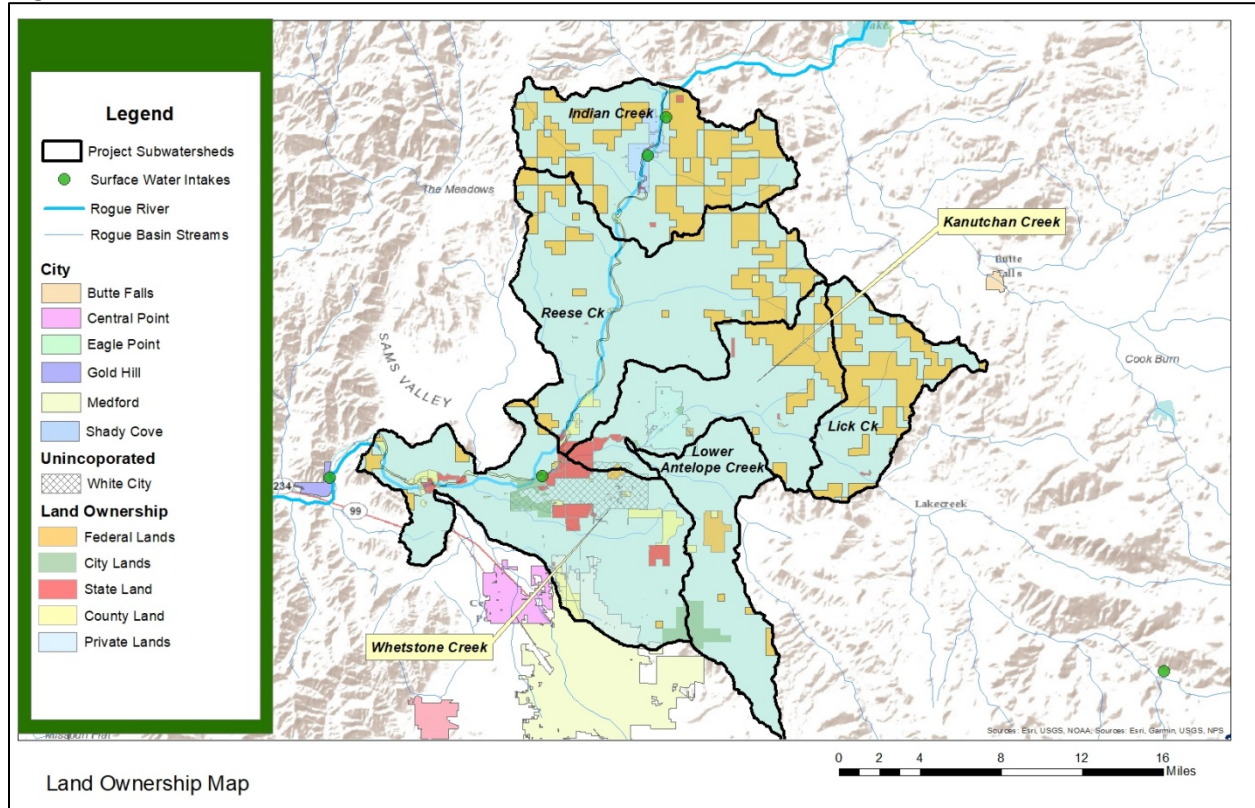 Legend
Project Subwatersheds
Surface Water Intakes
Rogue River
Rogue Basin Streams
City
Butte Falls
Central Point
Eagle Point
Gold Hill
Medford
Shady Cove
Unincoporated
White City
Land Ownership
Federal Lands
City Lands
State Land
County Land
Private Lands
Indian Creek
The Meadows
Kanutchan Creek
Butte
Reese Ck
SAMS VALLEY
Cook Burn
Lick Ck
Lower
Antelope Creek
234
99
Lakecreek
Whetstone Creek
Sources: Esri, USGS, NOAA, Sources: Esri, Garmin, USGS, NPS
Land Ownership Map
0 2 4 8 12 16
Miles